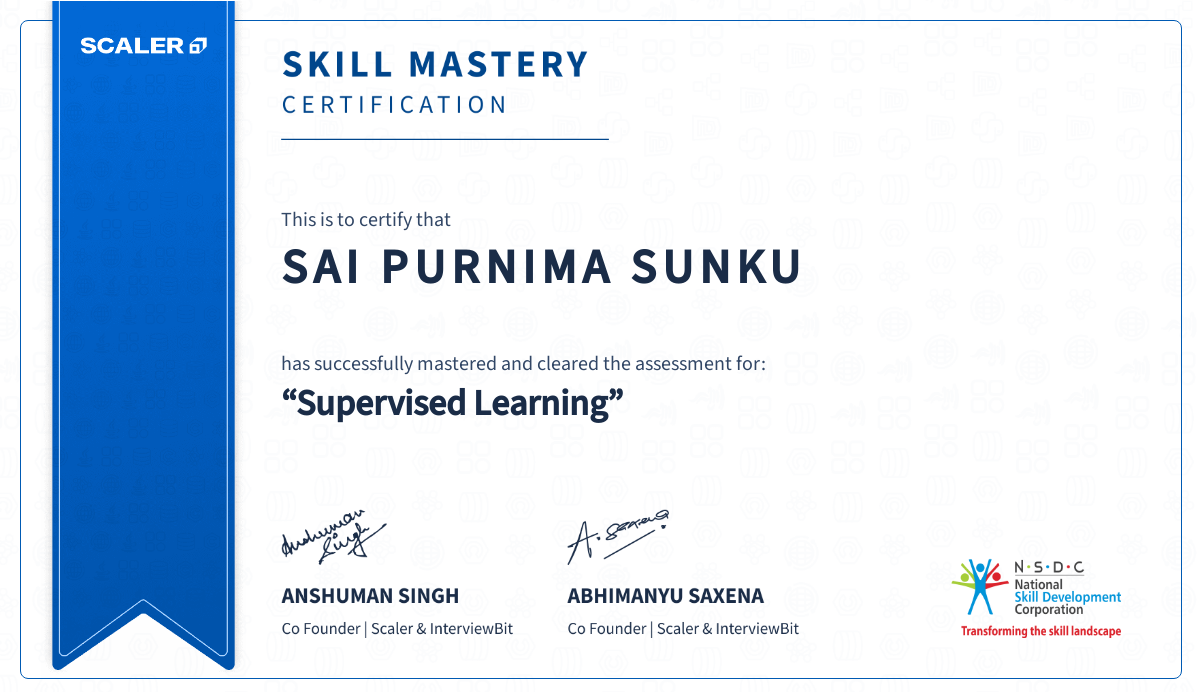 SCALER
SKILL MASTERY
CERTIFICATION
This is to certify that
SAI PURNIMA SUNKU
has successfully mastered and cleared the assessment for:
“Supervised Learning”
Anshuman Singh
A. Saxena
ANSHUMAN SINGH
Co Founder | Scaler & InterviewBit
ABHIMANYU SAXENA
Co Founder | Scaler & InterviewBit
N·S·D·C
National
Skill Development
Corporation
Transforming the skill landscape